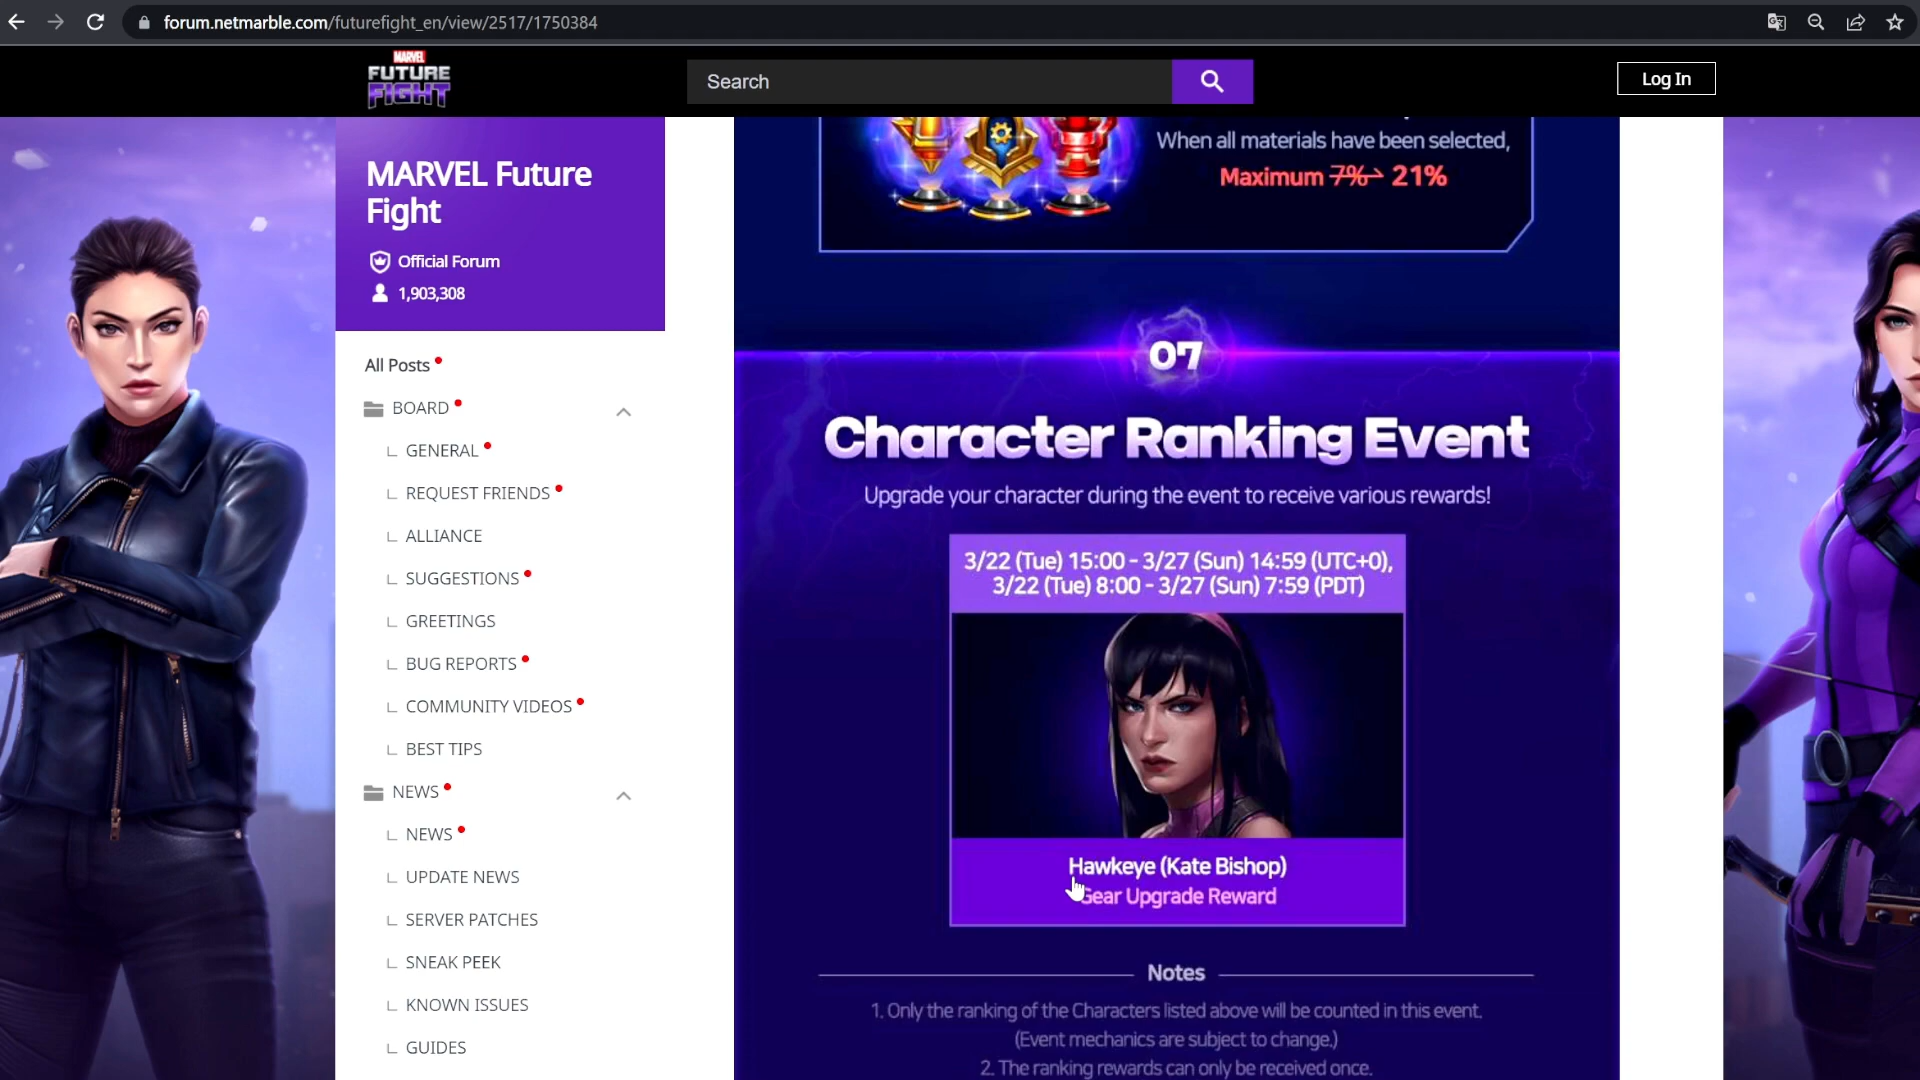 forum.netmarble.com/futurefight_en/view/2517/1750384
MARVEL
FUTURE
FIGHT
Search
Log In
MARVEL Future
Fight
Official Forum
1,903,308
All Posts
BOARD
GENERAL
REQUEST FRIENDS
ALLIANCE
SUGGESTIONS
GREETINGS
BUG REPORTS
COMMUNITY VIDEOS
BEST TIPS
NEWS
NEWS
UPDATE NEWS
SERVER PATCHES
SNEAK PEEK
KNOWN ISSUES
GUIDES
When all materials have been selected,
Maximum 7% 21%
07
Character Ranking Event
Upgrade your character during the event to receive various rewards!
3/22 (Tue) 15:00 - 3/27 (Sun) 14:59 (UTC+0),
3/22 (Tue) 8:00 - 3/27 (Sun) 7:59 (PDT)
Hawkeye (Kate Bishop)
Gear Upgrade Reward
Notes
1. Only the ranking of the Characters listed above will be counted in this event.
(Event mechanics are subject to change.)
2. The ranking rewards can only be received once.